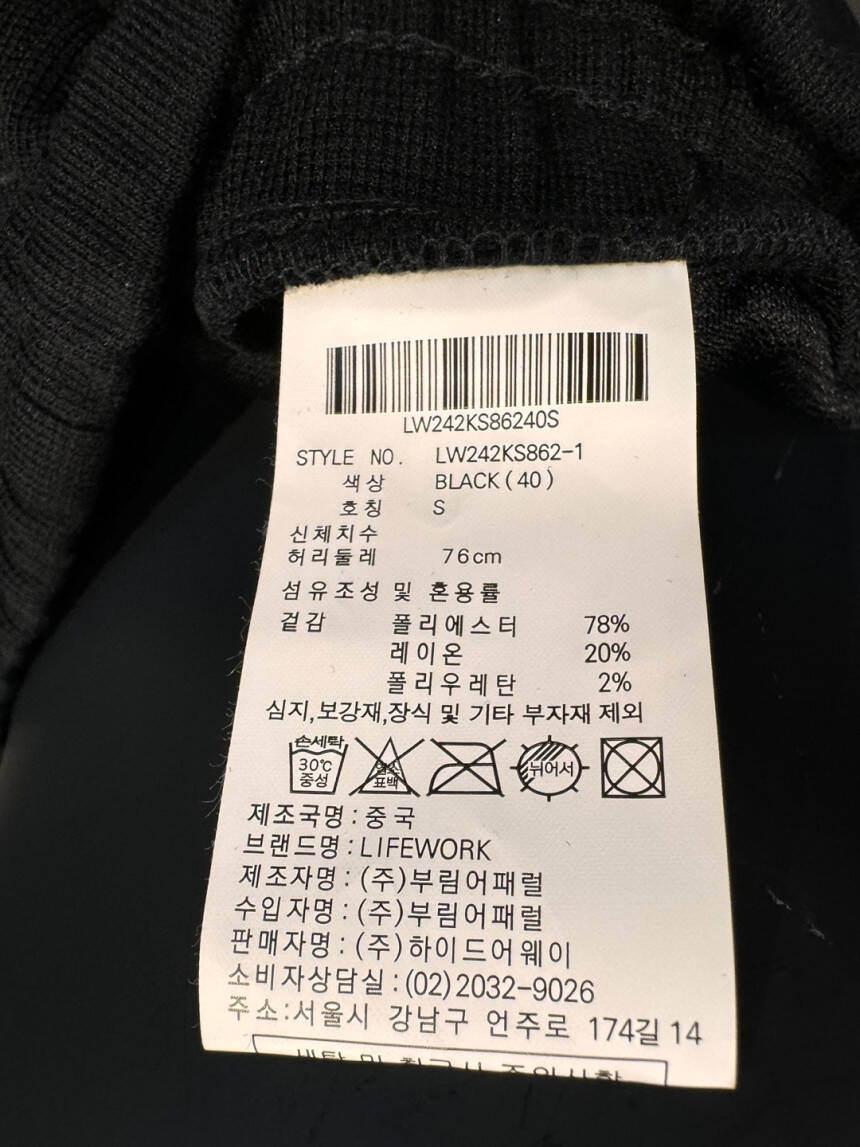 LW242KS86240S
STYLE NO. LW242KS862-1
색상 BLACK(40)
호칭 S
신체치수
허리둘레 76cm
섬유조성 및 혼용률
겉감 폴리에스터 78%
레이온 20%
폴리우레탄 2%
심지,보강재,장식 및 기타 부자재 제외
손세탁
30℃
중성
염소
표백
뉘어서
제조국명:중국
브랜드명:LIFEWORK
제조자명:(주)부림어패럴
수입자명:(주)부림어패럴
판매자명:(주)하이드어웨이
소비자상담실:(02)2032-9026
주소:서울시 강남구 언주로 174길 14